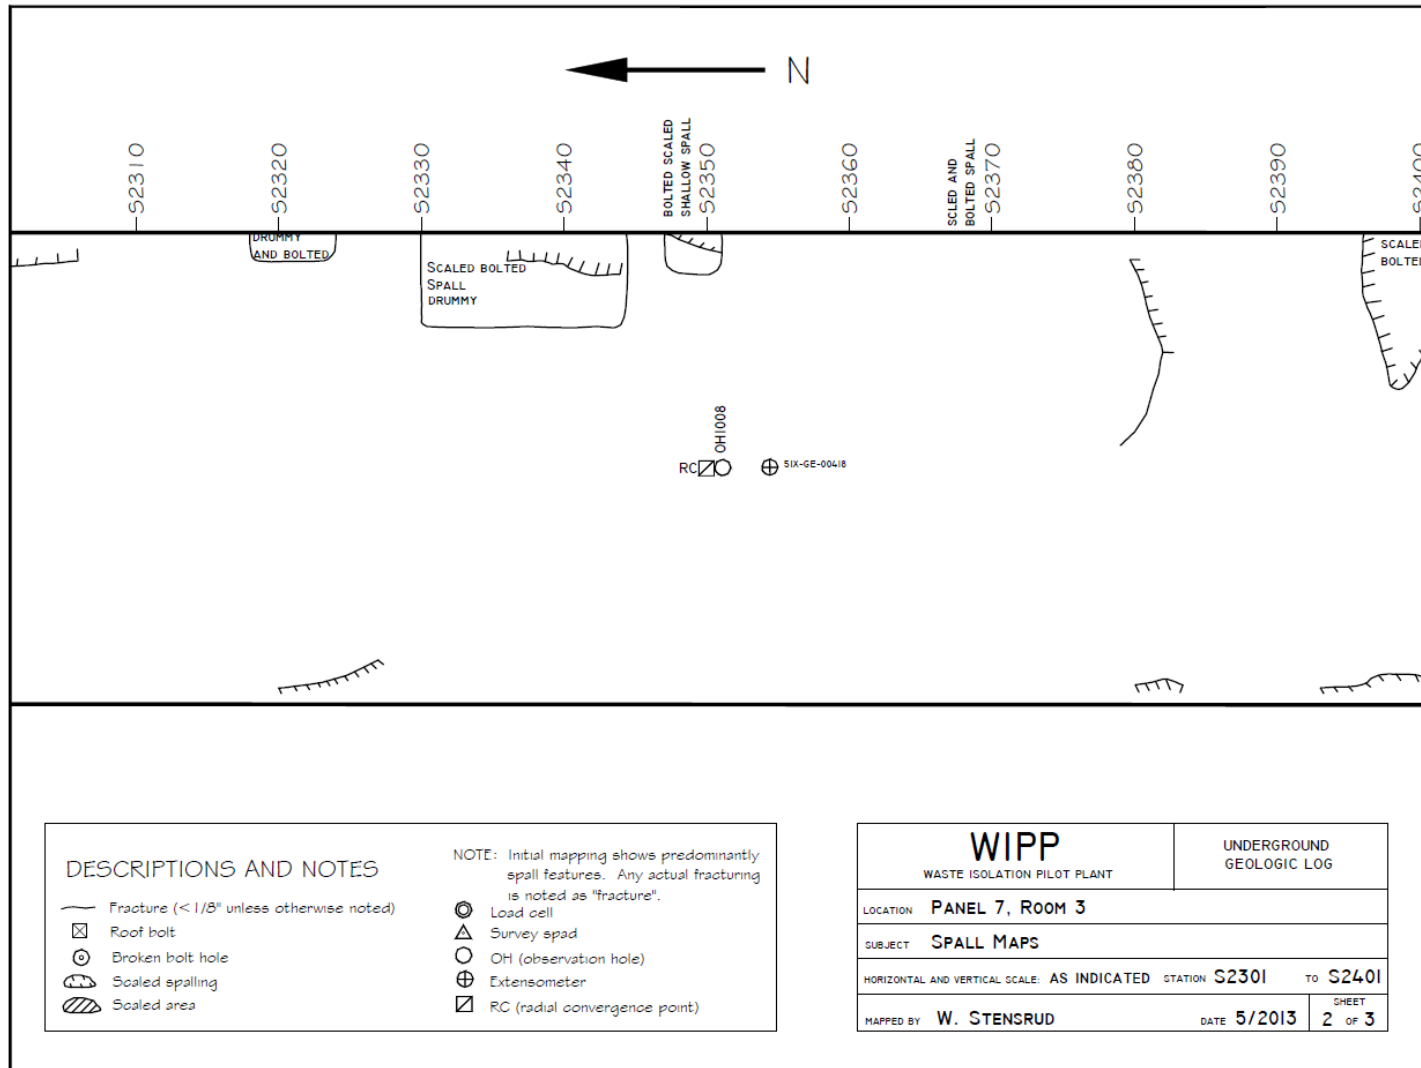 N
S2310
S2320
S2330
S2340
BOLTED SCALED
SHALLOW SPALL
S2350
S2360
SCLED AND
BOLTED SPALL
S2370
S2380
S2390
S2400
DRUMMY
AND BOLTED
SCALED BOLTED
SPALL
DRUMMY
SCALED
BOLTED
OH1008
RC
51X-GE-00418
DESCRIPTIONS AND NOTES
Fracture (< 1/8" unless otherwise noted)
Roof bolt
Broken bolt hole
Scaled spalling
Scaled area
NOTE: Initial mapping shows predominantly
spall features. Any actual fracturing
is noted as "fracture".
Load cell
Survey spad
OH (observation hole)
Extensometer
RC (radial convergence point)
WIPP
WASTE ISOLATION PILOT PLANT
UNDERGROUND
GEOLOGIC LOG
LOCATION PANEL 7, ROOM 3
SUBJECT SPALL MAPS
HORIZONTAL AND VERTICAL SCALE: AS INDICATED STATION S2301 TO S2401
MAPPED BY W. STENSRUD DATE 5/2013
SHEET
2 OF 3